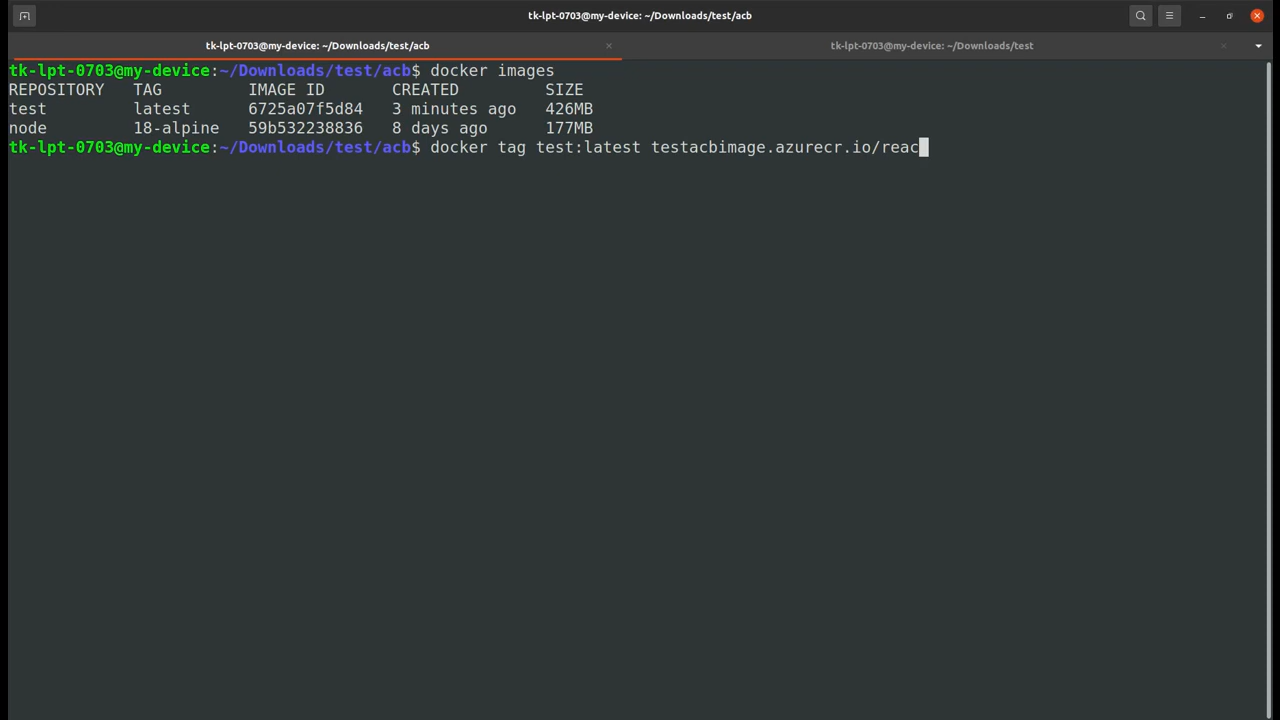 tk-lpt-0703@my-device: ~/Downloads/test/acb
tk-lpt-0703@my-device: ~/Downloads/test/acb
tk-lpt-0703@my-device: ~/Downloads/test
tk-lpt-0703@my-device:~/Downloads/test/acb$ docker images
REPOSITORY   TAG         IMAGE ID       CREATED         SIZE
test         latest      6725a07f5d84   3 minutes ago   426MB
node         18-alpine   59b532238836   8 days ago      177MB
tk-lpt-0703@my-device:~/Downloads/test/acb$ docker tag test:latest testacbimage.azurecr.io/reac